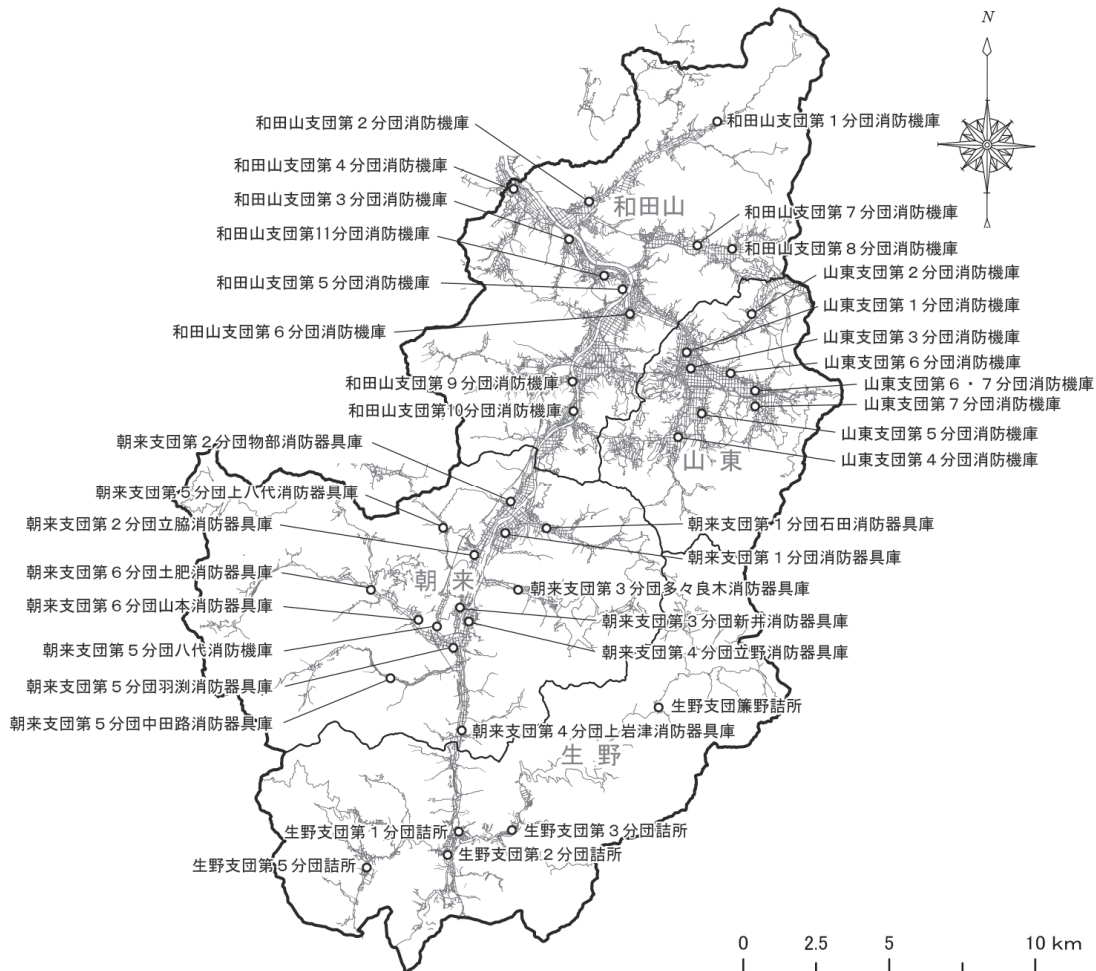 N
和田山支団第２分団消防機庫
和田山支団第１分団消防機庫
和田山支団第４分団消防機庫
和田山支団第３分団消防機庫
和田山
和田山支団第７分団消防機庫
和田山支団第11分団消防機庫
和田山支団第８分団消防機庫
山東支団第２分団消防機庫
和田山支団第５分団消防機庫
山東支団第１分団消防機庫
和田山支団第６分団消防機庫
山東支団第３分団消防機庫
山東支団第６分団消防機庫
和田山支団第９分団消防機庫
山東支団第６・７分団消防機庫
山東支団第７分団消防機庫
和田山支団第10分団消防機庫
山東支団第５分団消防機庫
朝来支団第２分団物部消防器具庫
山東
山東支団第４分団消防機庫
朝来支団第５分団上八代消防器具庫
朝来支団第２分団立脇消防器具庫
朝来支団第１分団石田消防器具庫
朝来支団第１分団消防器具庫
朝来支団第６分団土肥消防器具庫
朝来
朝来支団第３分団多々良木消防器具庫
朝来支団第６分団山本消防器具庫
朝来支団第３分団新井消防器具庫
朝来支団第５分団八代消防機庫
朝来支団第４分団立野消防器具庫
朝来支団第５分団羽渕消防器具庫
生野支団簾野詰所
朝来支団第５分団中田路消防器具庫
朝来支団第４分団上岩津消防器具庫
生野
生野支団第１分団詰所
生野支団第３分団詰所
生野支団第２分団詰所
生野支団第５分団詰所
0 2.5 5 10 km